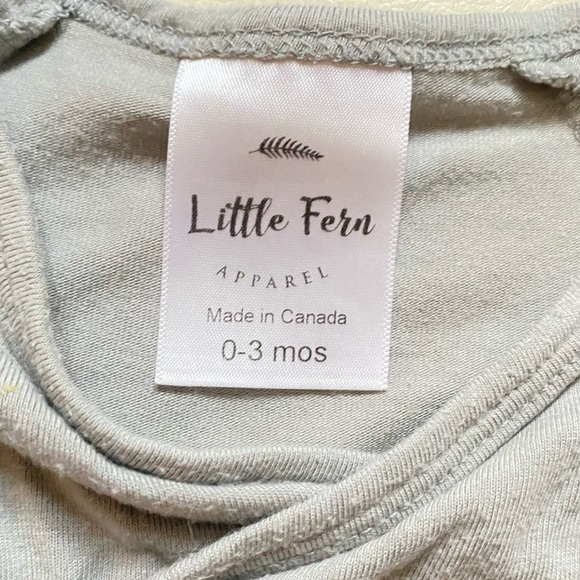 Little Fern
APPAREL
Made in Canada
0-3 mos